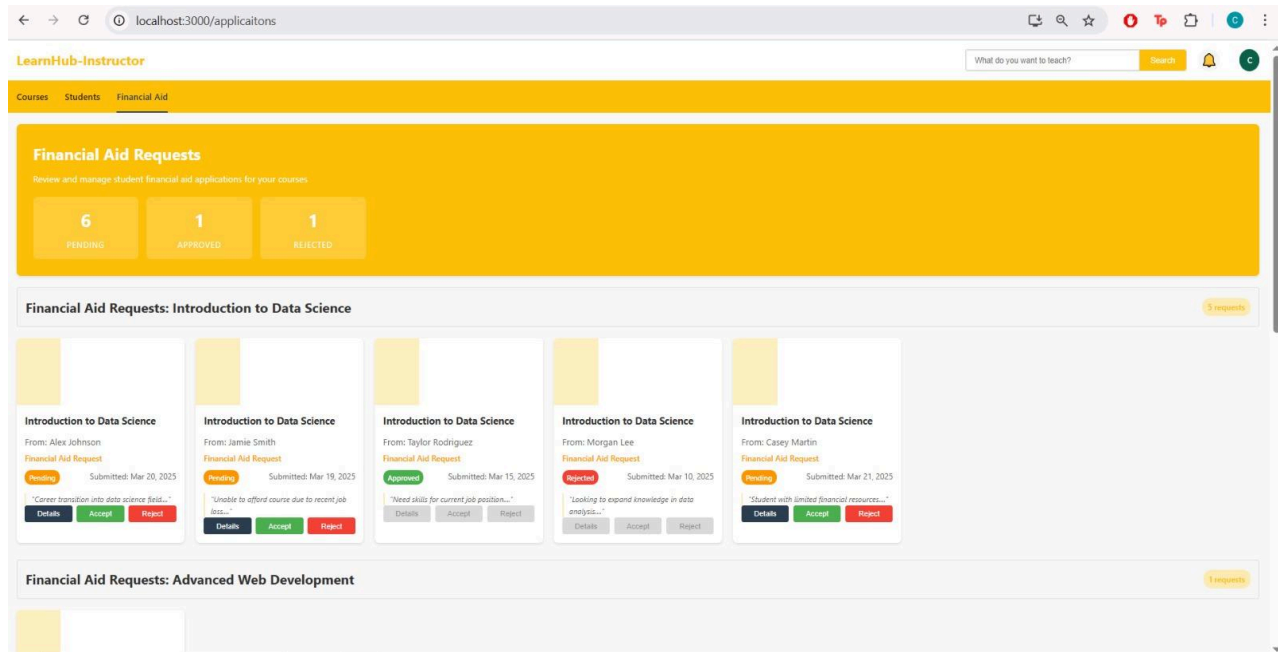 localhost:3000/applicaitons
C
LearnHub-Instructor
What do you want to teach?
Search
C
Courses Students Financial Aid
Financial Aid Requests
Review and manage student financial aid applications for your courses
6 1 1
PENDING APPROVED REJECTED
Financial Aid Requests: Introduction to Data Science
5 requests
Introduction to Data Science
From: Alex Johnson
Financial Aid Request
Pending Submitted: Mar 20, 2025
"Career transition into data science field..."
Details Accept Reject
Introduction to Data Science
From: Jamie Smith
Financial Aid Request
Pending Submitted: Mar 19, 2025
"Unable to afford course due to recent job
loss..."
Details Accept Reject
Introduction to Data Science
From: Taylor Rodriguez
Financial Aid Request
Approved Submitted: Mar 15, 2025
"Need skills for current job position..."
Details Accept Reject
Introduction to Data Science
From: Morgan Lee
Financial Aid Request
Rejected Submitted: Mar 10, 2025
"Looking to expand knowledge in data
analysis..."
Details Accept Reject
Introduction to Data Science
From: Casey Martin
Financial Aid Request
Pending Submitted: Mar 21, 2025
"Student with limited financial resources..."
Details Accept Reject
Financial Aid Requests: Advanced Web Development
1 requests